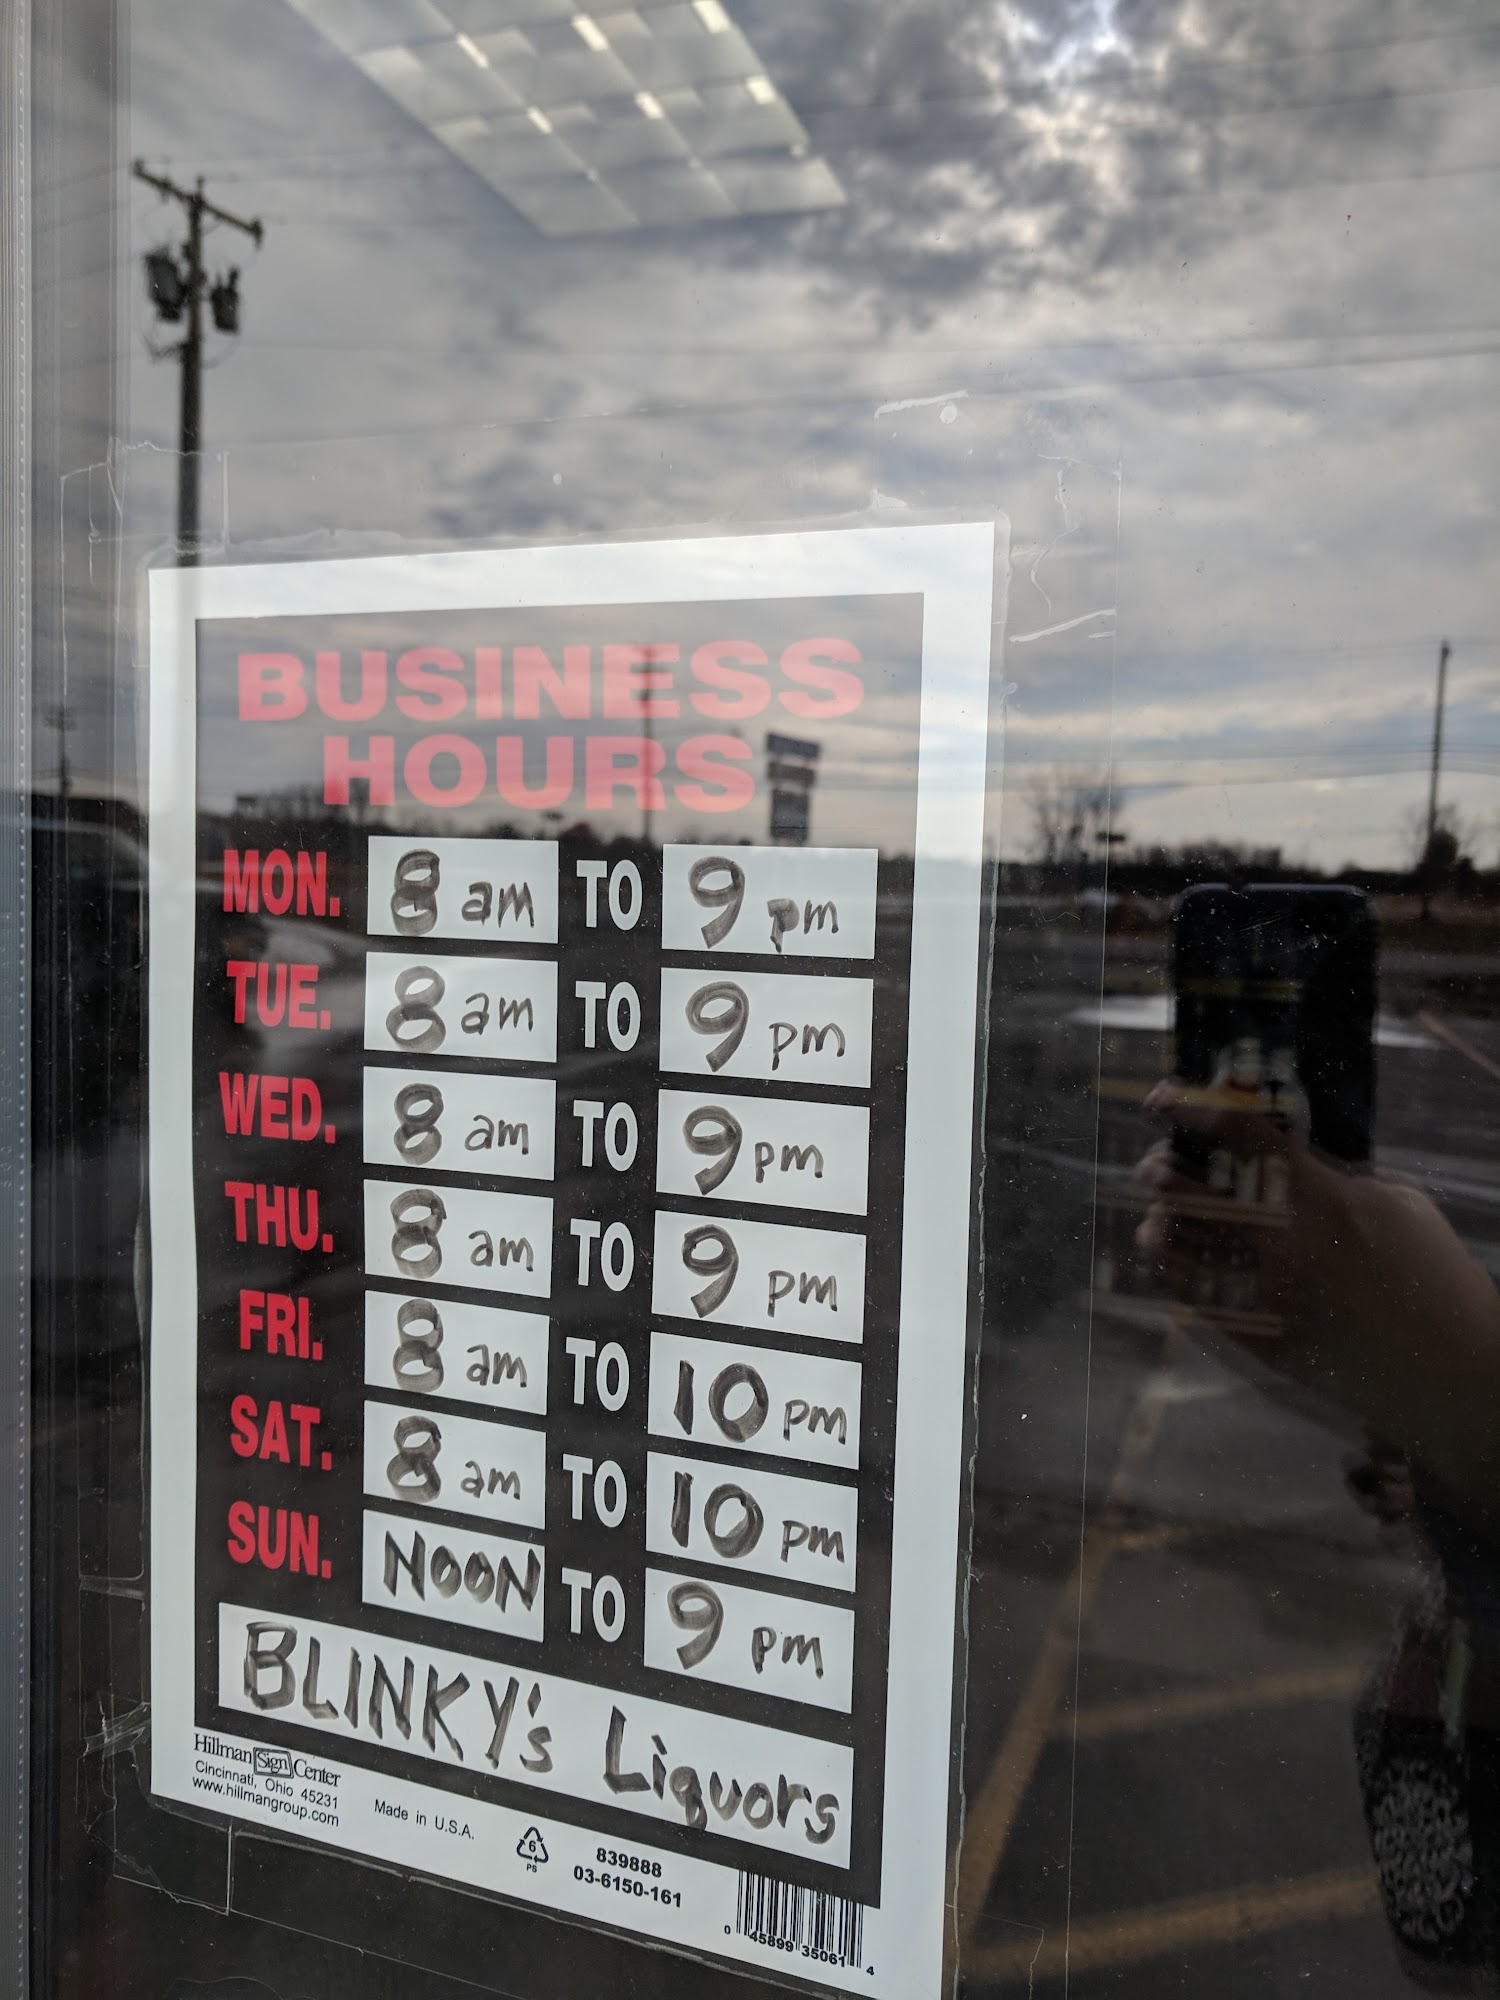 BUSINESS
HOURS
MON. 8 am TO 9 pm
TUE. 8 am TO 9 pm
WED. 8 am TO 9 pm
THU. 8 am TO 9 pm
FRI. 8 am TO 10 pm
SAT. 8 am TO 10 pm
SUN. NOON TO 9 pm
BLINKY's Liquors
Hillman Sign Center
Cincinnati, Ohio 45231
www.hillmangroup.com
Made in U.S.A.
6
PS
839888
03-6150-161
0 45899 35061 4